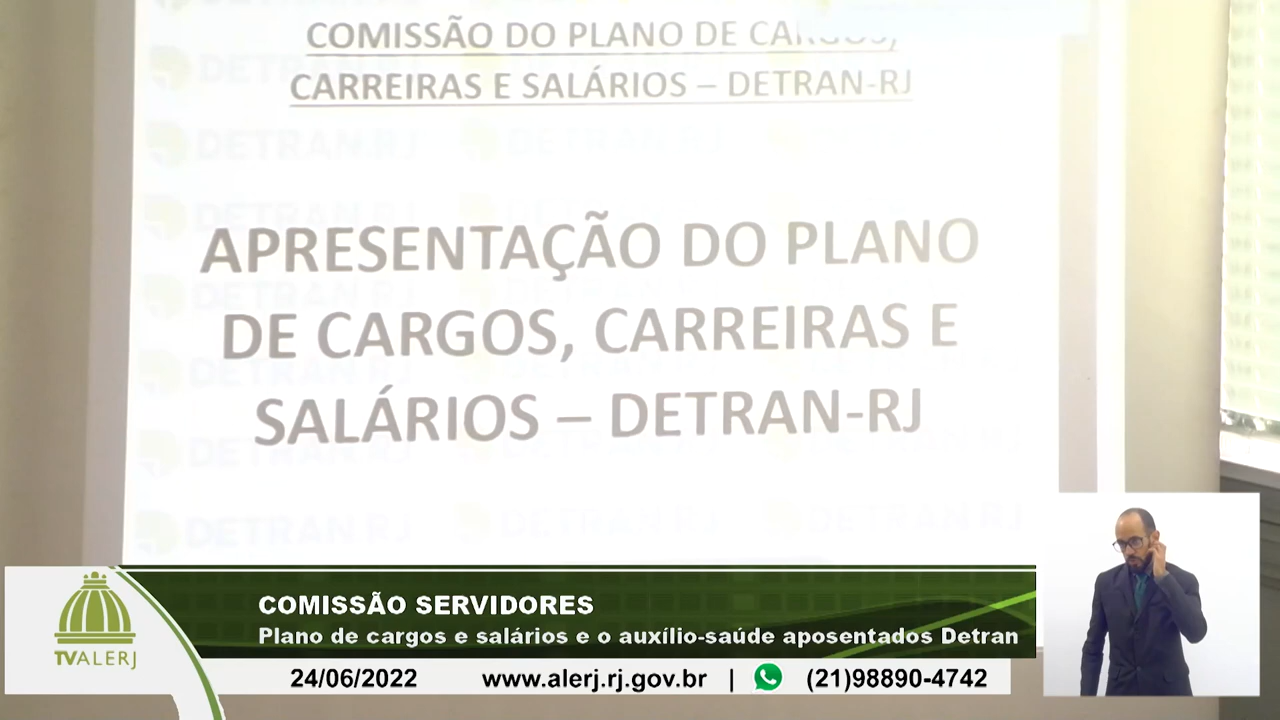 COMISSÃO DO PLANO DE CARGOS,
CARREIRAS E SALÁRIOS – DETRAN-RJ
APRESENTAÇÃO DO PLANO
DE CARGOS, CARREIRAS E
SALÁRIOS – DETRAN-RJ
DETRAN.RJ
COMISSÃO SERVIDORES
Plano de cargos e salários e o auxílio-saúde aposentados Detran
TVALERJ
24/06/2022 www.alerj.rj.gov.br | (21)98890-4742